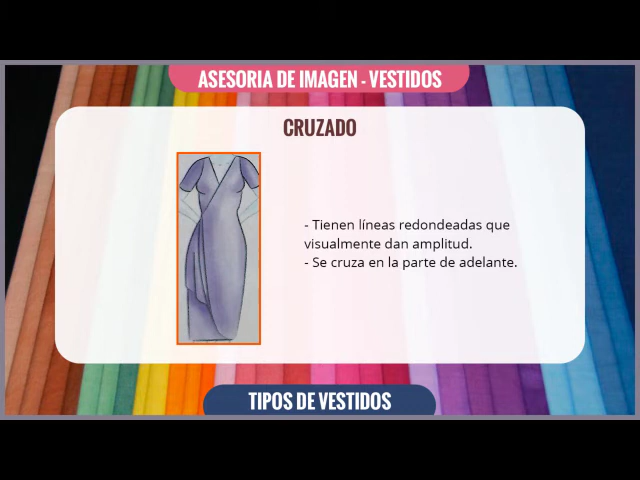 ASESORIA DE IMAGEN - VESTIDOS
CRUZADO
- Tienen líneas redondeadas que
visualmente dan amplitud.
- Se cruza en la parte de adelante.
TIPOS DE VESTIDOS